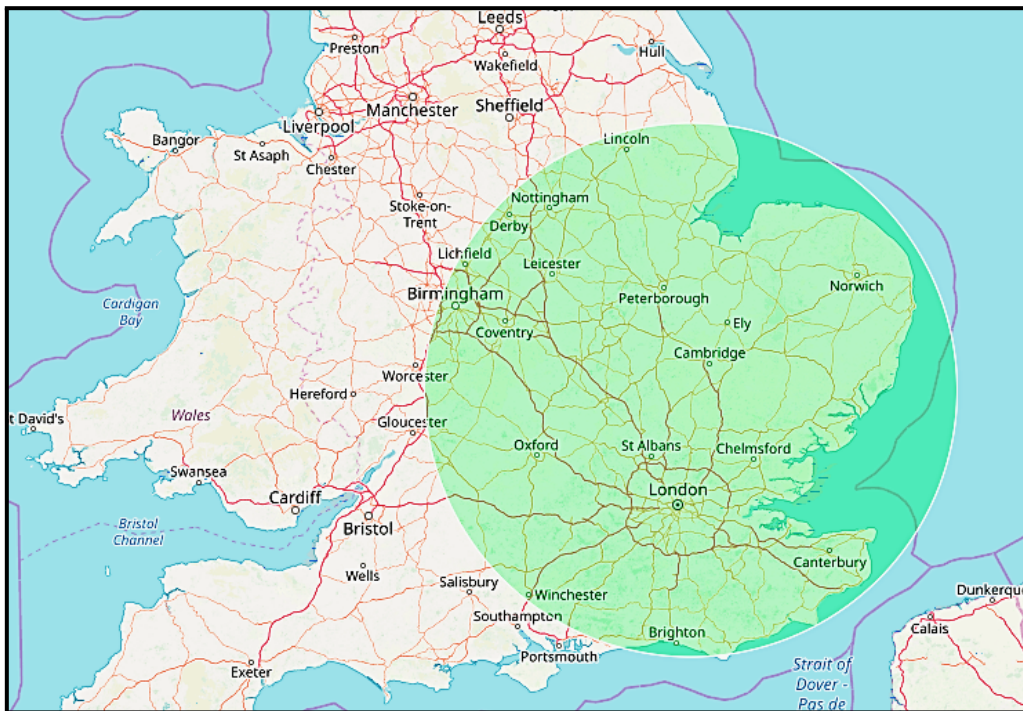 Leeds
Preston
Hull
Wakefield
Manchester
Sheffield
Liverpool
Bangor
Lincoln
St Asaph
Chester
Stoke-on-
Trent
Nottingham
Derby
Lichfield
Leicester
Birmingham
Norwich
Peterborough
Cardigan
Bay
Ely
Coventry
Cambridge
Worcester
Hereford
Wales
t David's
Gloucester
Oxford
St Albans
Chelmsford
Swansea
Cardiff
London
Bristol
Channel
Bristol
Canterbury
Wells
Salisbury
Winchester
Dunkerque
Southampton
Calais
Brighton
Portsmouth
Exeter
Strait of
Dover -
Pas de